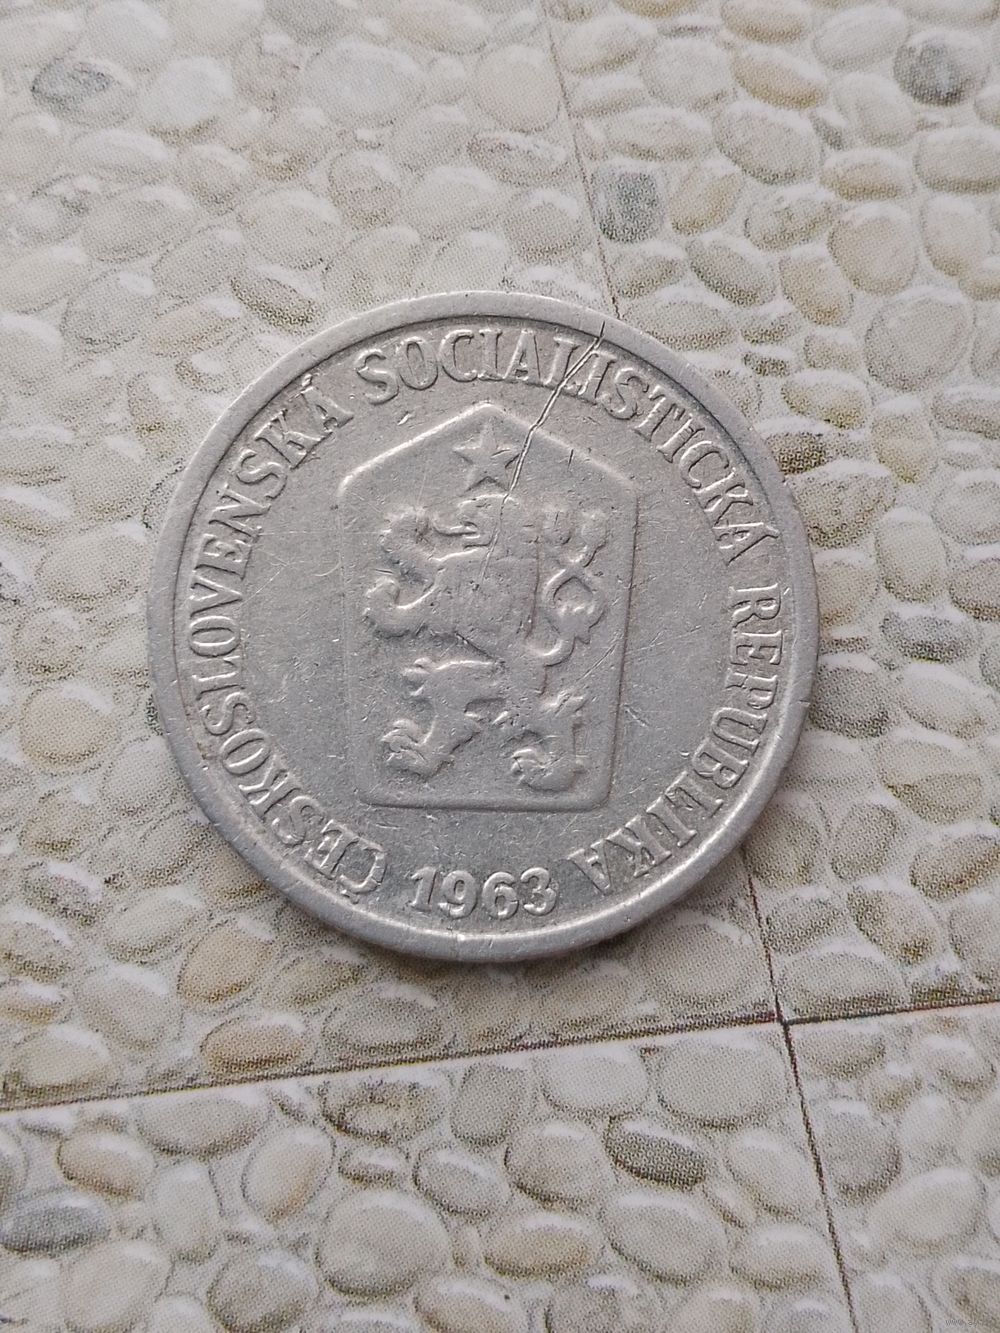 ČESKOSLOVENSKÁ SOCIALISTICKÁ REPUBLIKA
1963